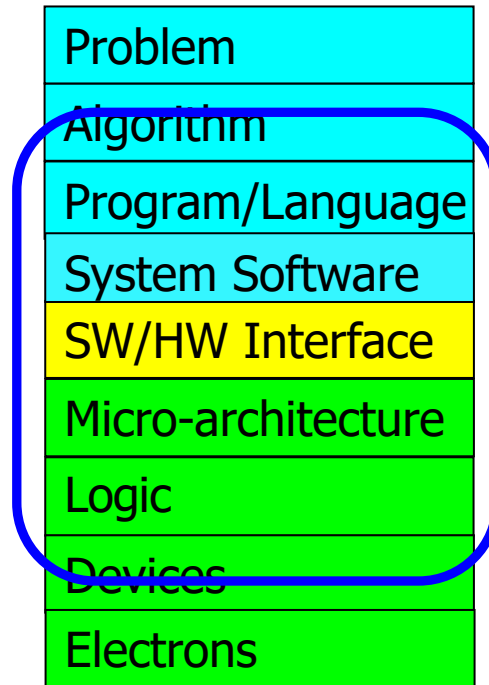 Problem
Algorithm
Program/Language
System Software
SW/HW Interface
Micro-architecture
Logic
Devices
Electrons